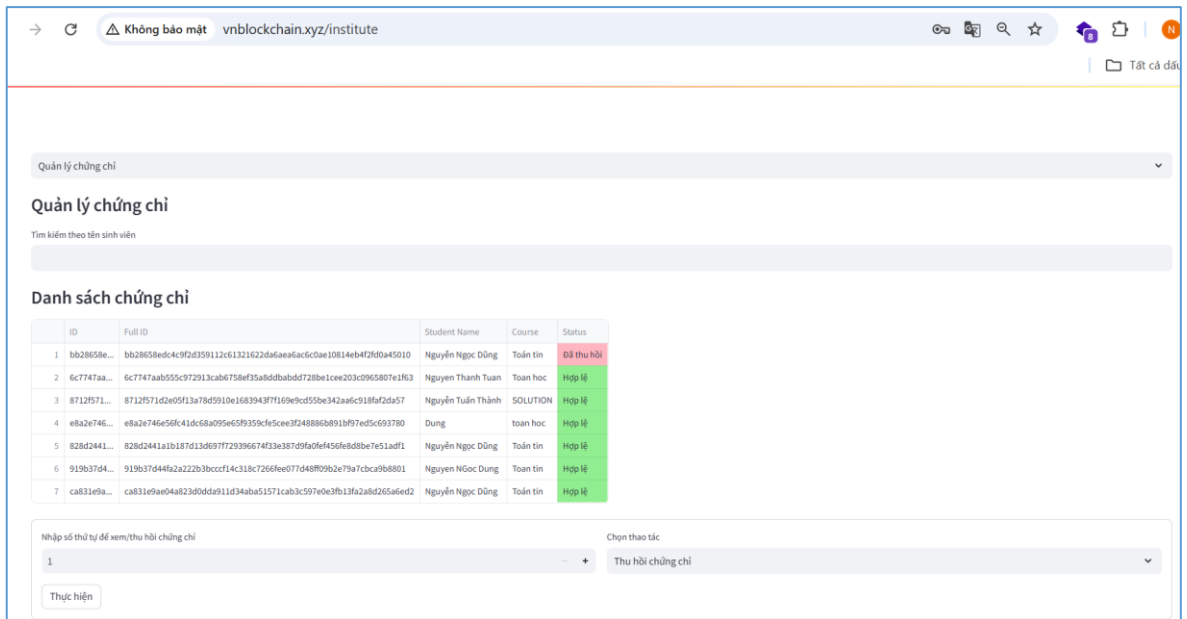 Không bảo mật vnblockchain.xyz/institute
8
N
Tất cả dấu
Quản lý chứng chỉ
Quản lý chứng chỉ
Tìm kiếm theo tên sinh viên
Danh sách chứng chỉ
ID Full ID Student Name Course Status
1 bb28658e... bb28658edc4c9f2d359112c61321622da6aea6ac6c0ae10814eb4f2fd0a45010 Nguyễn Ngọc Dũng Toán tin Đã thu hồi
2 6c7747aa... 6c7747aab555c972913cab6758ef35a8ddbabdd728be1cee203c0965807e1f63 Nguyen Thanh Tuan Toan hoc Hợp lệ
3 8712f571... 8712f571d2e05f13a78d5910e1683943f7f169e9cd55be342aa6c918faf2da57 Nguyễn Tuấn Thành SOLUTION Hợp lệ
4 e8a2e746... e8a2e746e56fc41dc68a095e65f9359cfe5cee3f248886b891bf97ed5c693780 Dung toan hoc Hợp lệ
5 828d2441... 828d2441a1b187d13d697f729396674f33e387d9fa0fef456fe8d8be7e51adf1 Nguyễn Ngọc Dũng Toán tin Hợp lệ
6 919b37d4... 919b37d44fa2a222b3bcccf14c318c7266fee077d48ff09b2e79a7cbca9b8801 Nguyen NGoc Dung Toan tin Hợp lệ
7 ca831e9a... ca831e9ae04a823d0dda911d34aba51571cab3c597e0e3fb13fa2a8d265a6ed2 Nguyễn Ngọc Dũng Toán tin Hợp lệ
Nhập số thứ tự để xem/thu hồi chứng chỉ Chọn thao tác
1 Thu hồi chứng chỉ
Thực hiện